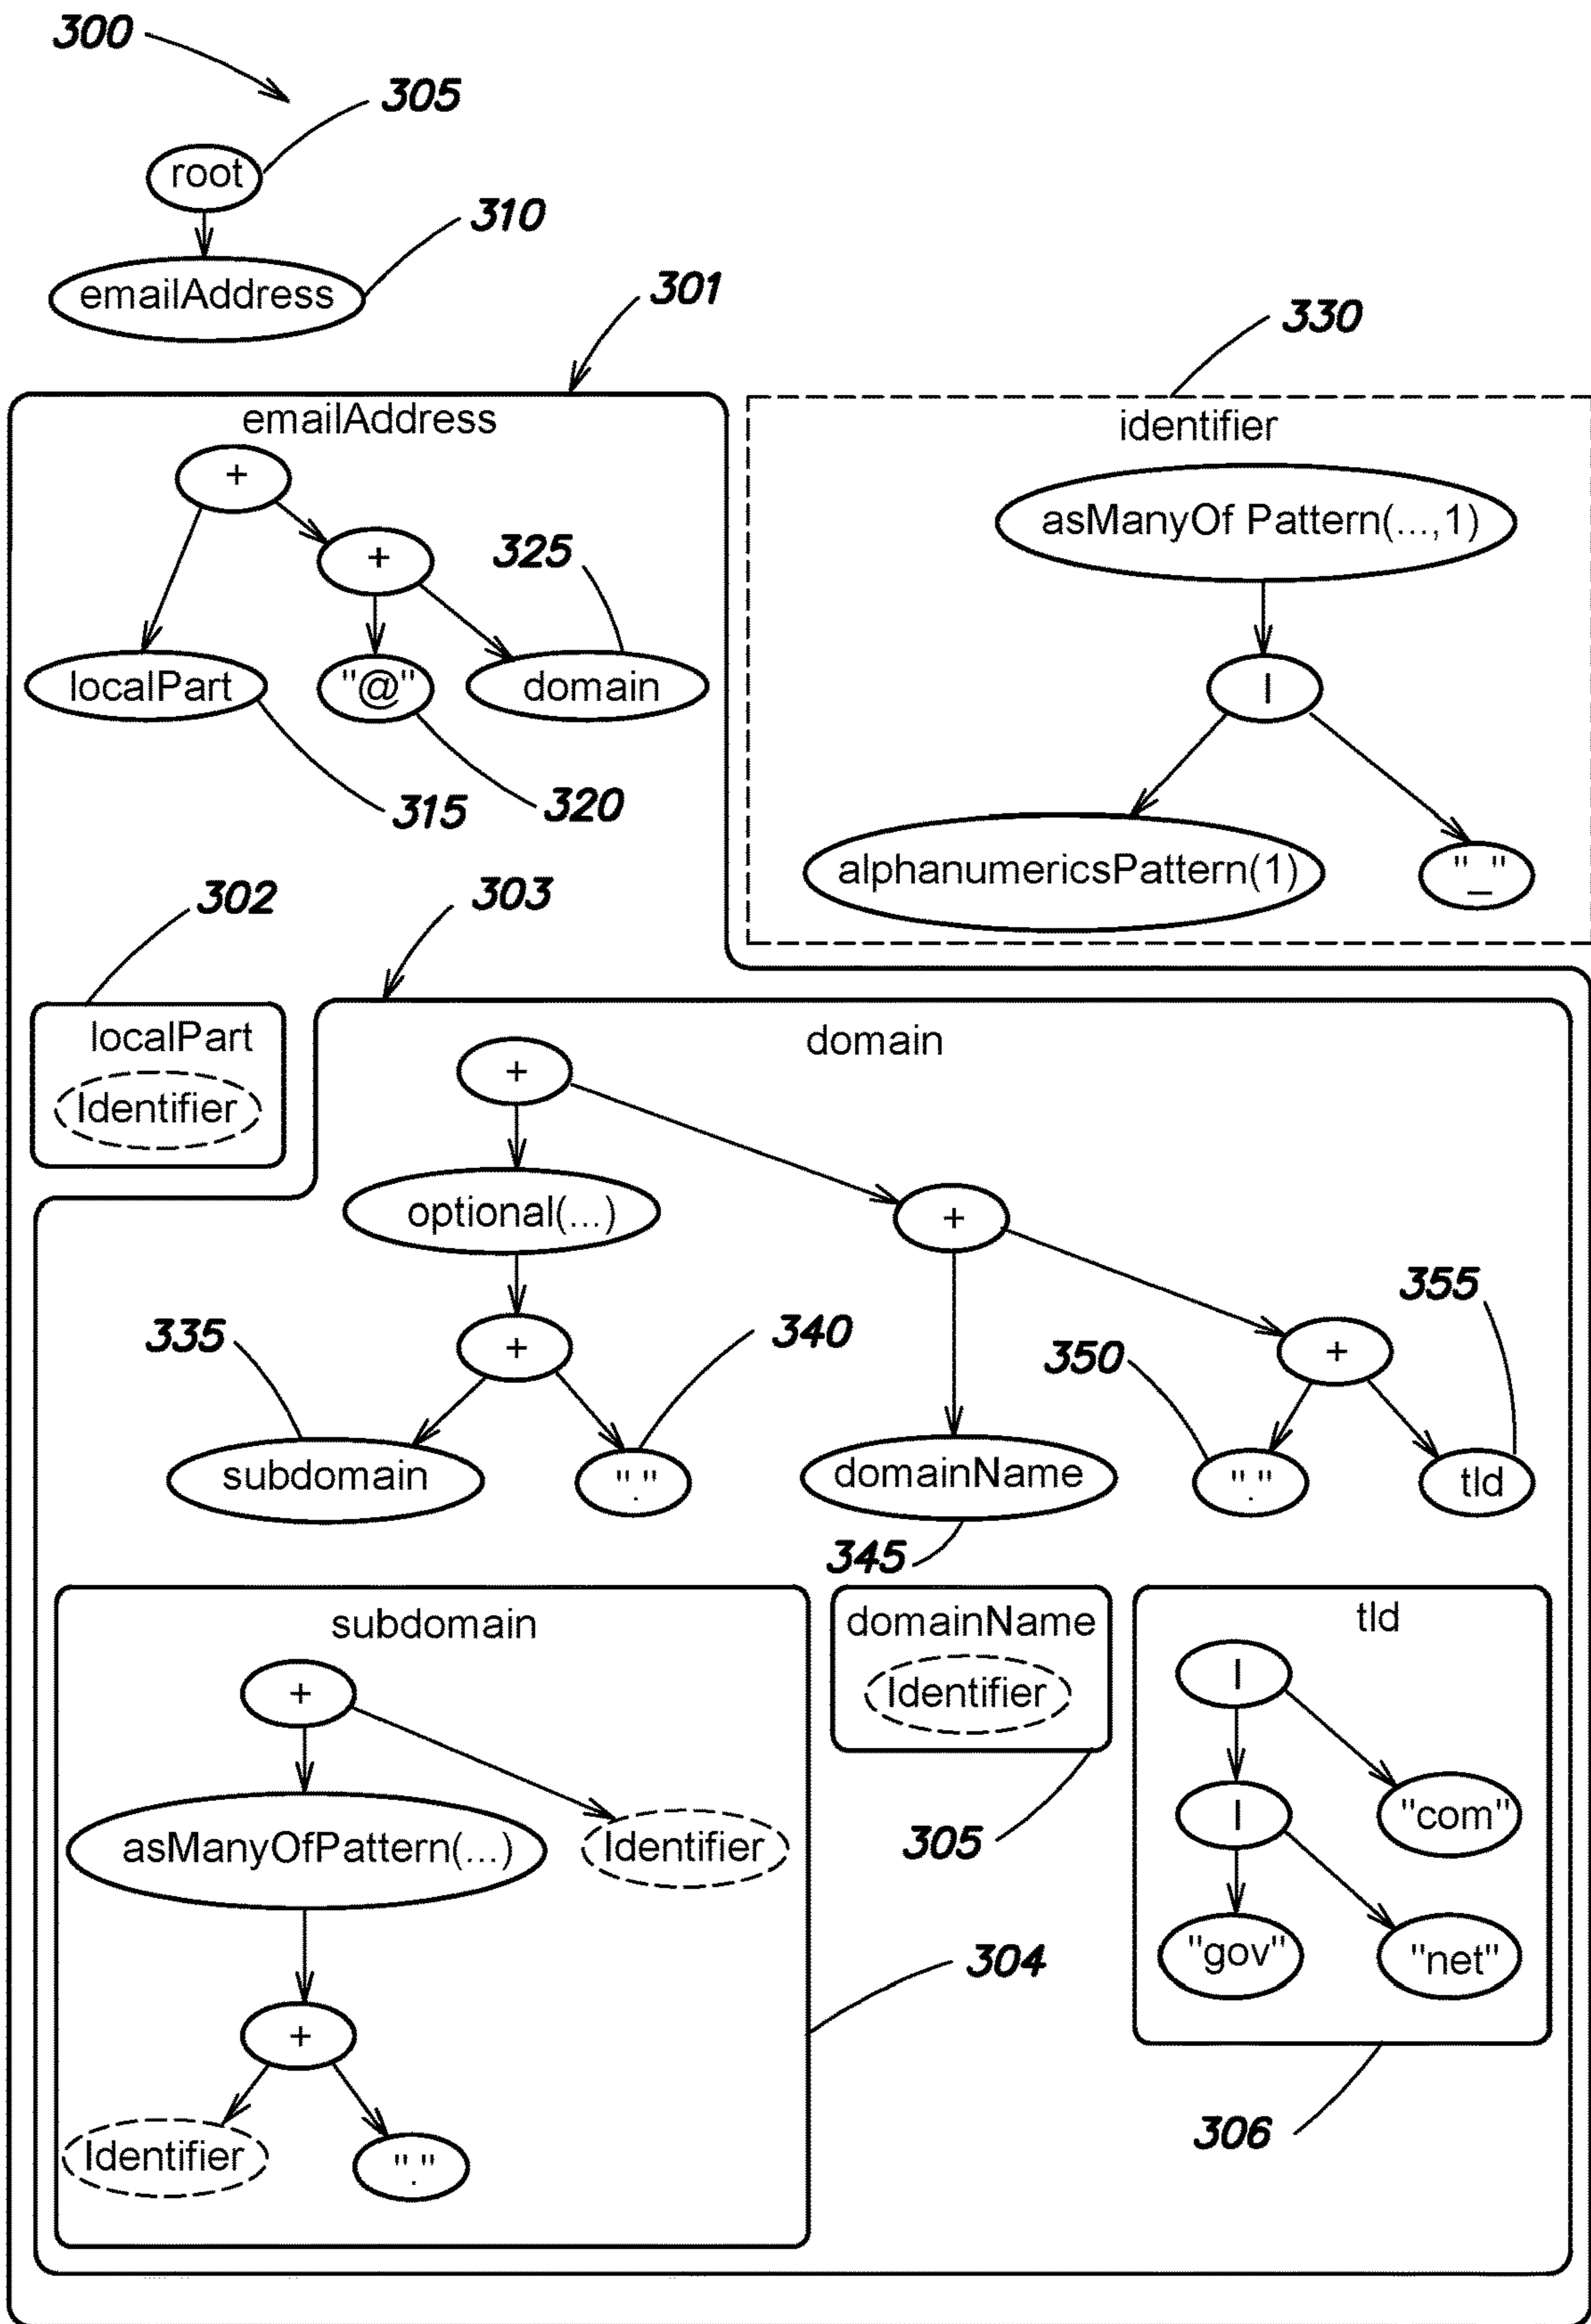 300
305
root
310
emailAddress
301
330
emailAddress
identifier
+
asManyOf Pattern(...,1)
+
325
localPart
"@"
domain
|
315
320
alphanumericsPattern(1)
"_"
302
303
localPart
domain
Identifier
+
optional(...)
+
355
335
+
340
350
+
subdomain
"."
domainName
"."
tld
345
subdomain
domainName
tld
+
Identifier
|
asManyOfPattern(...)
Identifier
305
|
"com"
304
"gov"
"net"
+
306
Identifier
"."